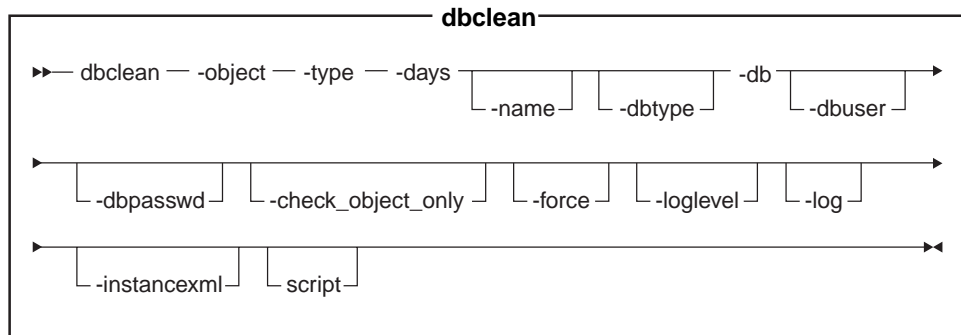 dbclean
dbclean -object -type -days -db
-name -dbtype -dbuser
-dbpasswd -check_object_only -force -loglevel -log
-instancexml script